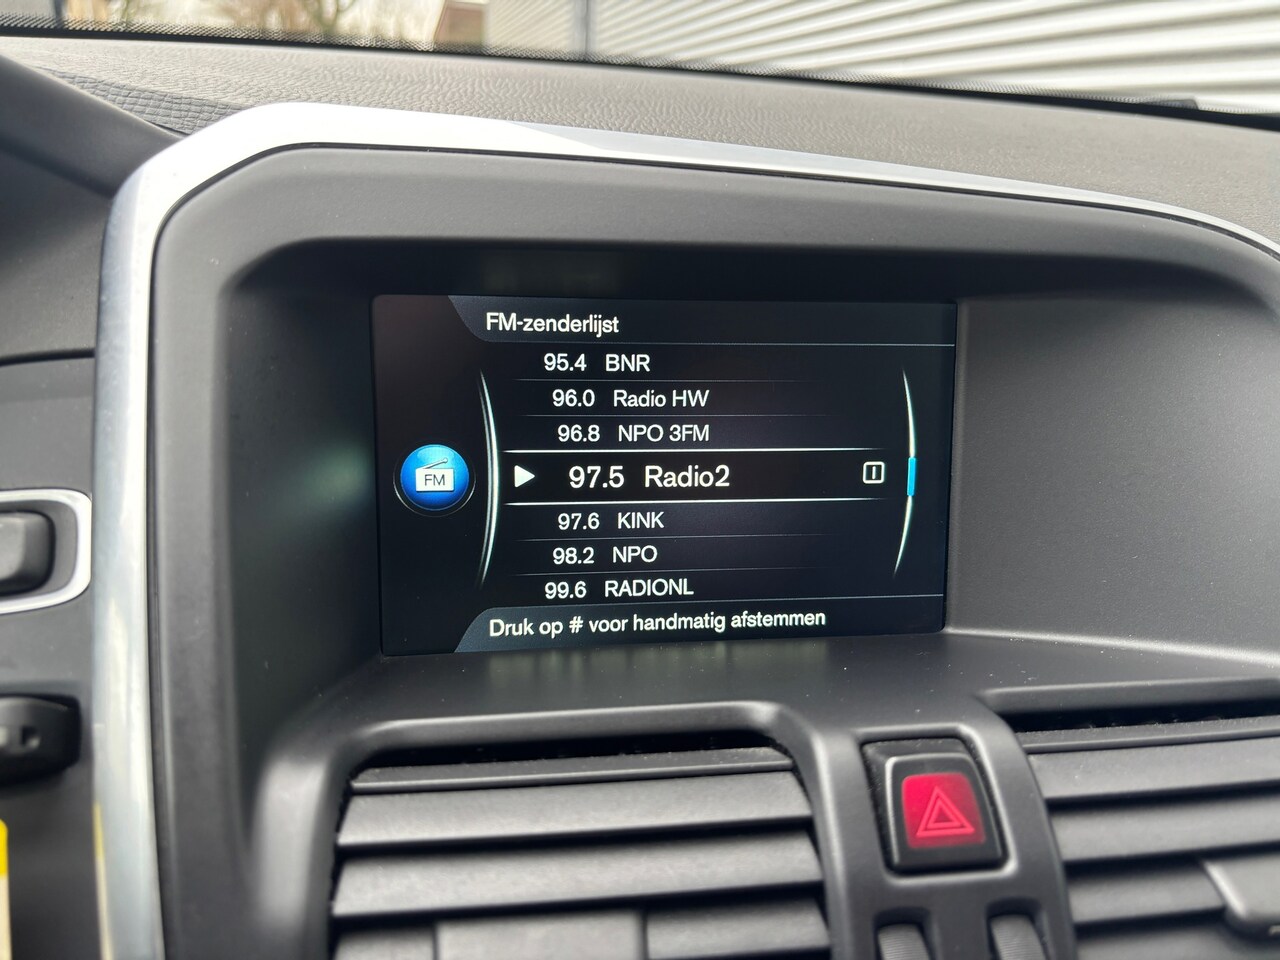 FM-zenderlijst
95.4 BNR
96.0 Radio HW
96.8 NPO 3FM
FM
97.5 Radio2 1
97.6 KINK
98.2 NPO
99.6 RADIONL
Druk op # voor handmatig afstemmen